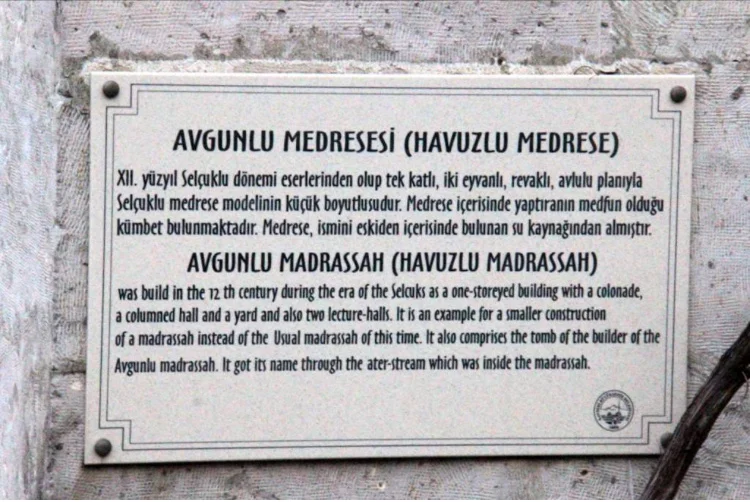 AVGUNLU MEDRESESİ (HAVUZLU MEDRESE)
XII. yüzyıl Selçuklu dönemi eserlerinden olup tek katlı, iki eyvanlı, revaklı, avlulu planıyla
Selçuklu medrese modelinin küçük boyutlusudur. Medrese içerisinde yaptıranın medfun olduğu
kümbet bulunmaktadır. Medrese, ismini eskiden içerisinde bulunan su kaynağından almıştır.
AVGUNLU MADRASSAH (HAVUZLU MADRASSAH)
was build in the 12 th century during the era of the Selcuks as a one-storeyed building with a colonade,
a columned hall and a yard and also two lecture-halls. It is an example for a smaller construction
of a madrassah instead of the Usual madrassah of this time. It also comprises the tomb of the builder of the
Avgunlu madrassah. It got its name through the ater-stream which was inside the madrassah.